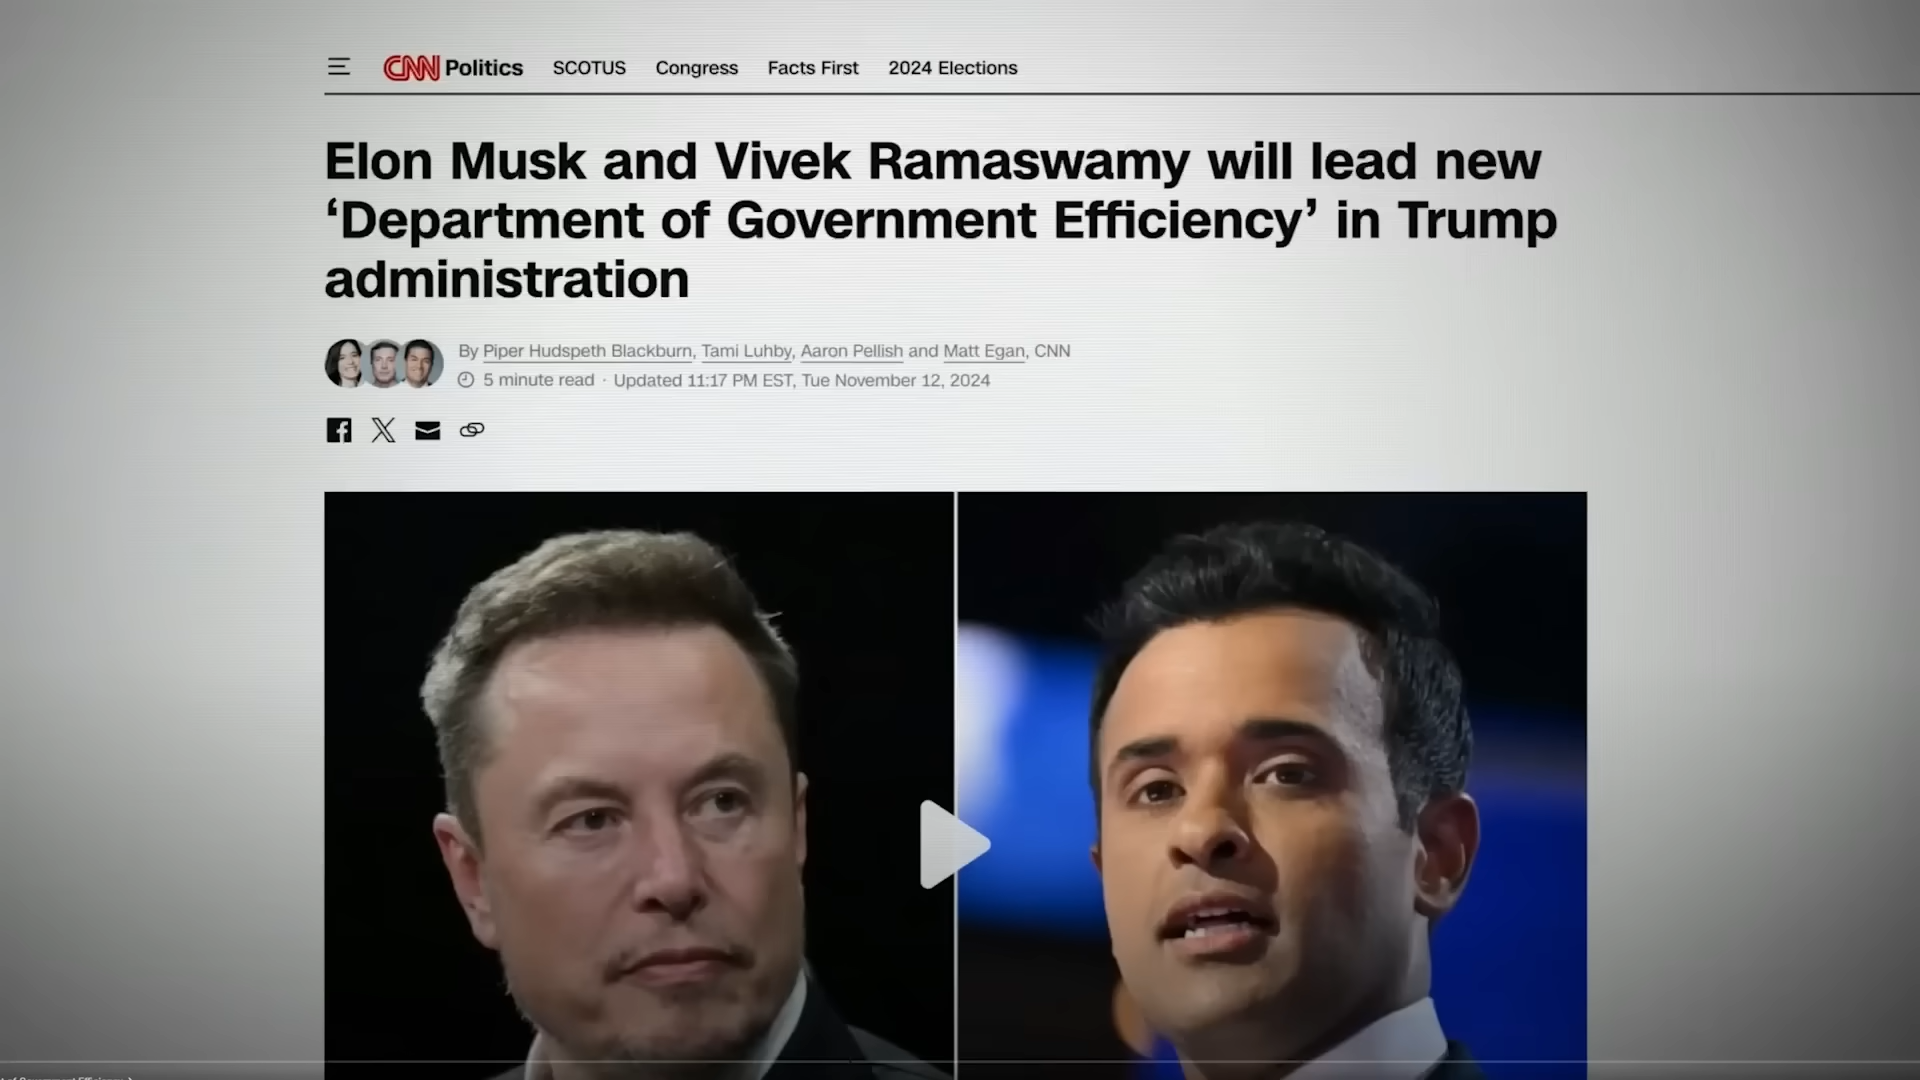 CNN Politics SCOTUS Congress Facts First 2024 Elections
Elon Musk and Vivek Ramaswamy will lead new
‘Department of Government Efficiency’ in Trump
administration
By Piper Hudspeth Blackburn, Tami Luhby, Aaron Pellish and Matt Egan, CNN
5 minute read · Updated 11:17 PM EST, Tue November 12, 2024